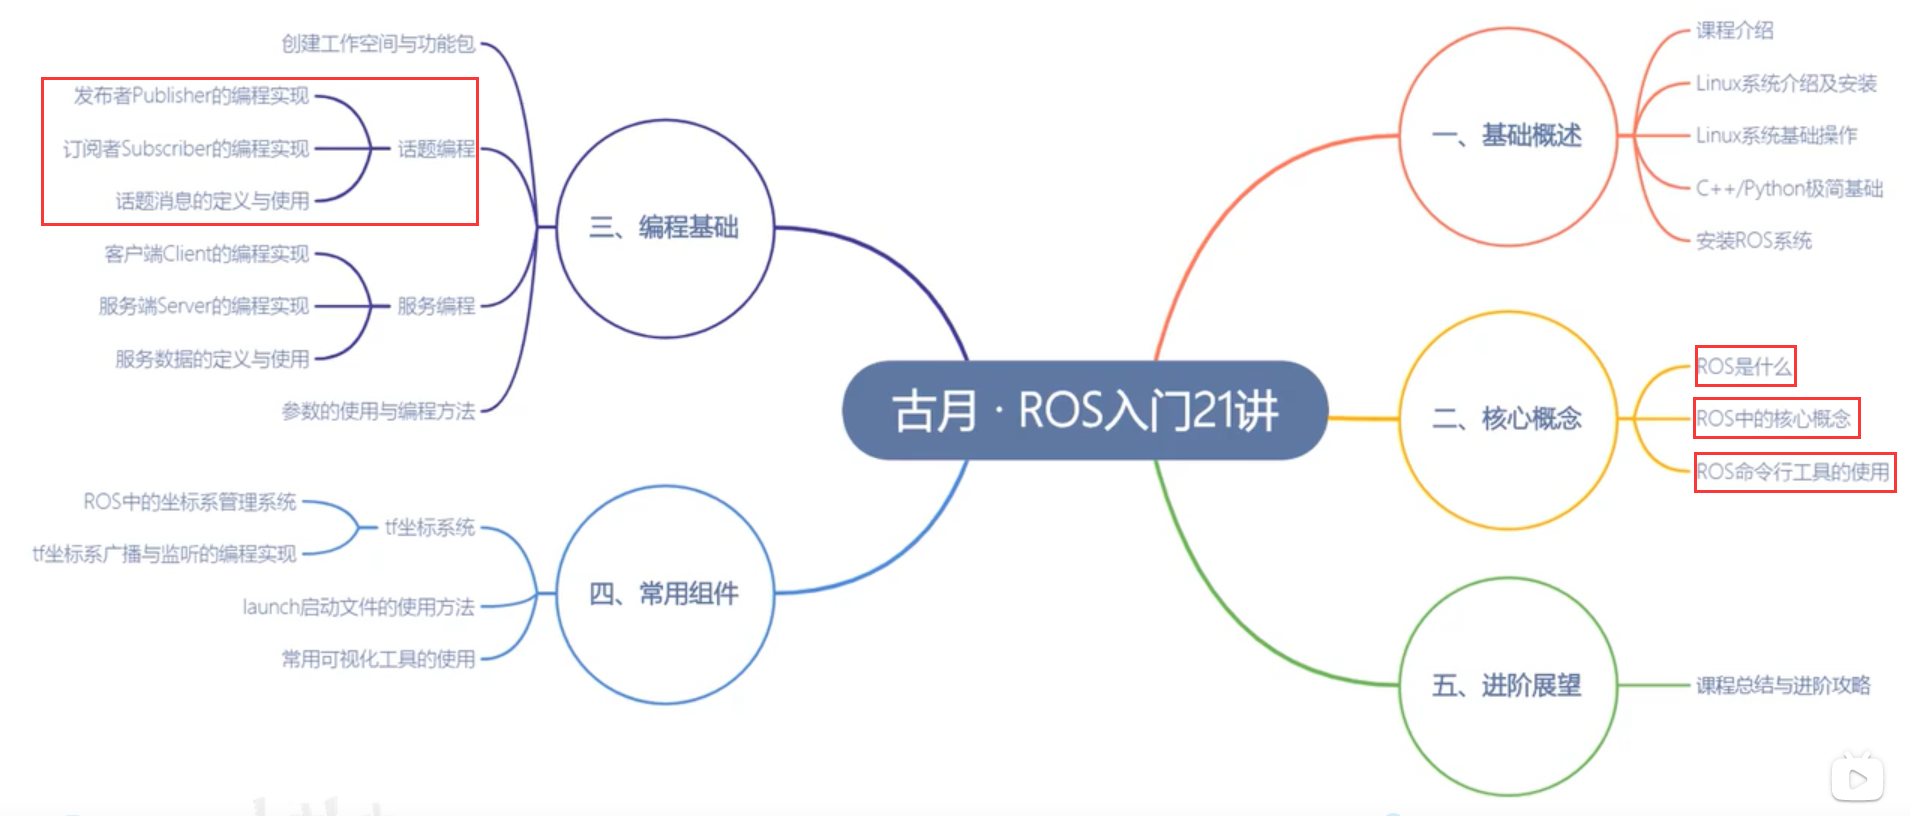 古月 · ROS入门21讲
一、基础概述
课程介绍
Linux系统介绍及安装
Linux系统基础操作
C++/Python极简基础
安装ROS系统
二、核心概念
ROS是什么
ROS中的核心概念
ROS命令行工具的使用
三、编程基础
创建工作空间与功能包
话题编程
发布者Publisher的编程实现
订阅者Subscriber的编程实现
话题消息的定义与使用
服务编程
客户端Client的编程实现
服务端Server的编程实现
服务数据的定义与使用
参数的使用与编程方法
四、常用组件
tf坐标系统
ROS中的坐标系管理系统
tf坐标系广播与监听的编程实现
launch启动文件的使用方法
常用可视化工具的使用
五、进阶展望
课程总结与进阶攻略